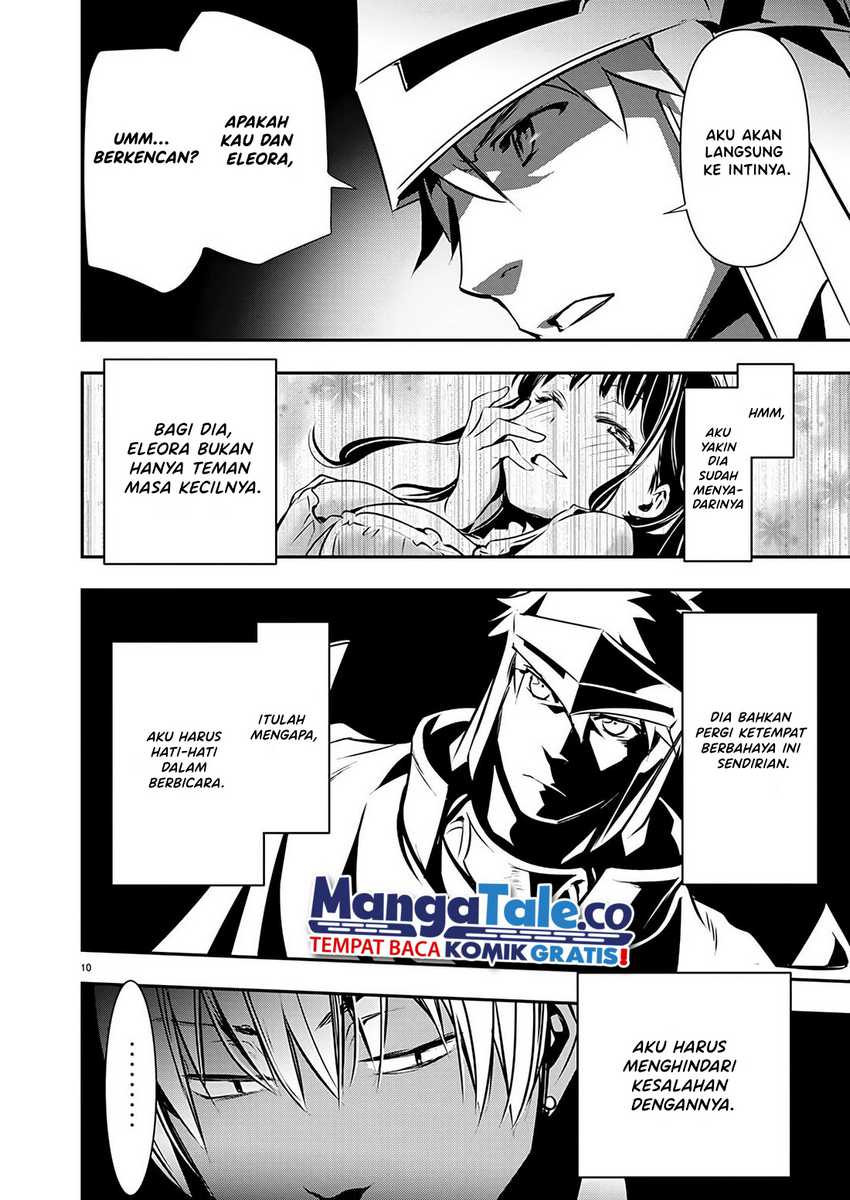 AKU AKAN
LANGSUNG
KE INTINYA.
APAKAH
KAU DAN
ELEORA,
UMM...
BERKENCAN?
HMM,
AKU
YAKIN
DIA
SUDAH
MENYA-
DARINYA
BAGI DIA,
ELEORA BUKAN
HANYA TEMAN
MASA KECILNYA.
DIA BAHKAN
PERGI KETEMPAT
BERBAHAYA INI
SENDIRIAN.
ITULAH
MENGAPA,
AKU HARUS
HATI-HATI
DALAM
BERBICARA.
MangaTale.co
TEMPAT BACA KOMIK GRATIS!
10
AKU HARUS
MENGHINDARI
KESALAHAN
DENGANNYA.
........